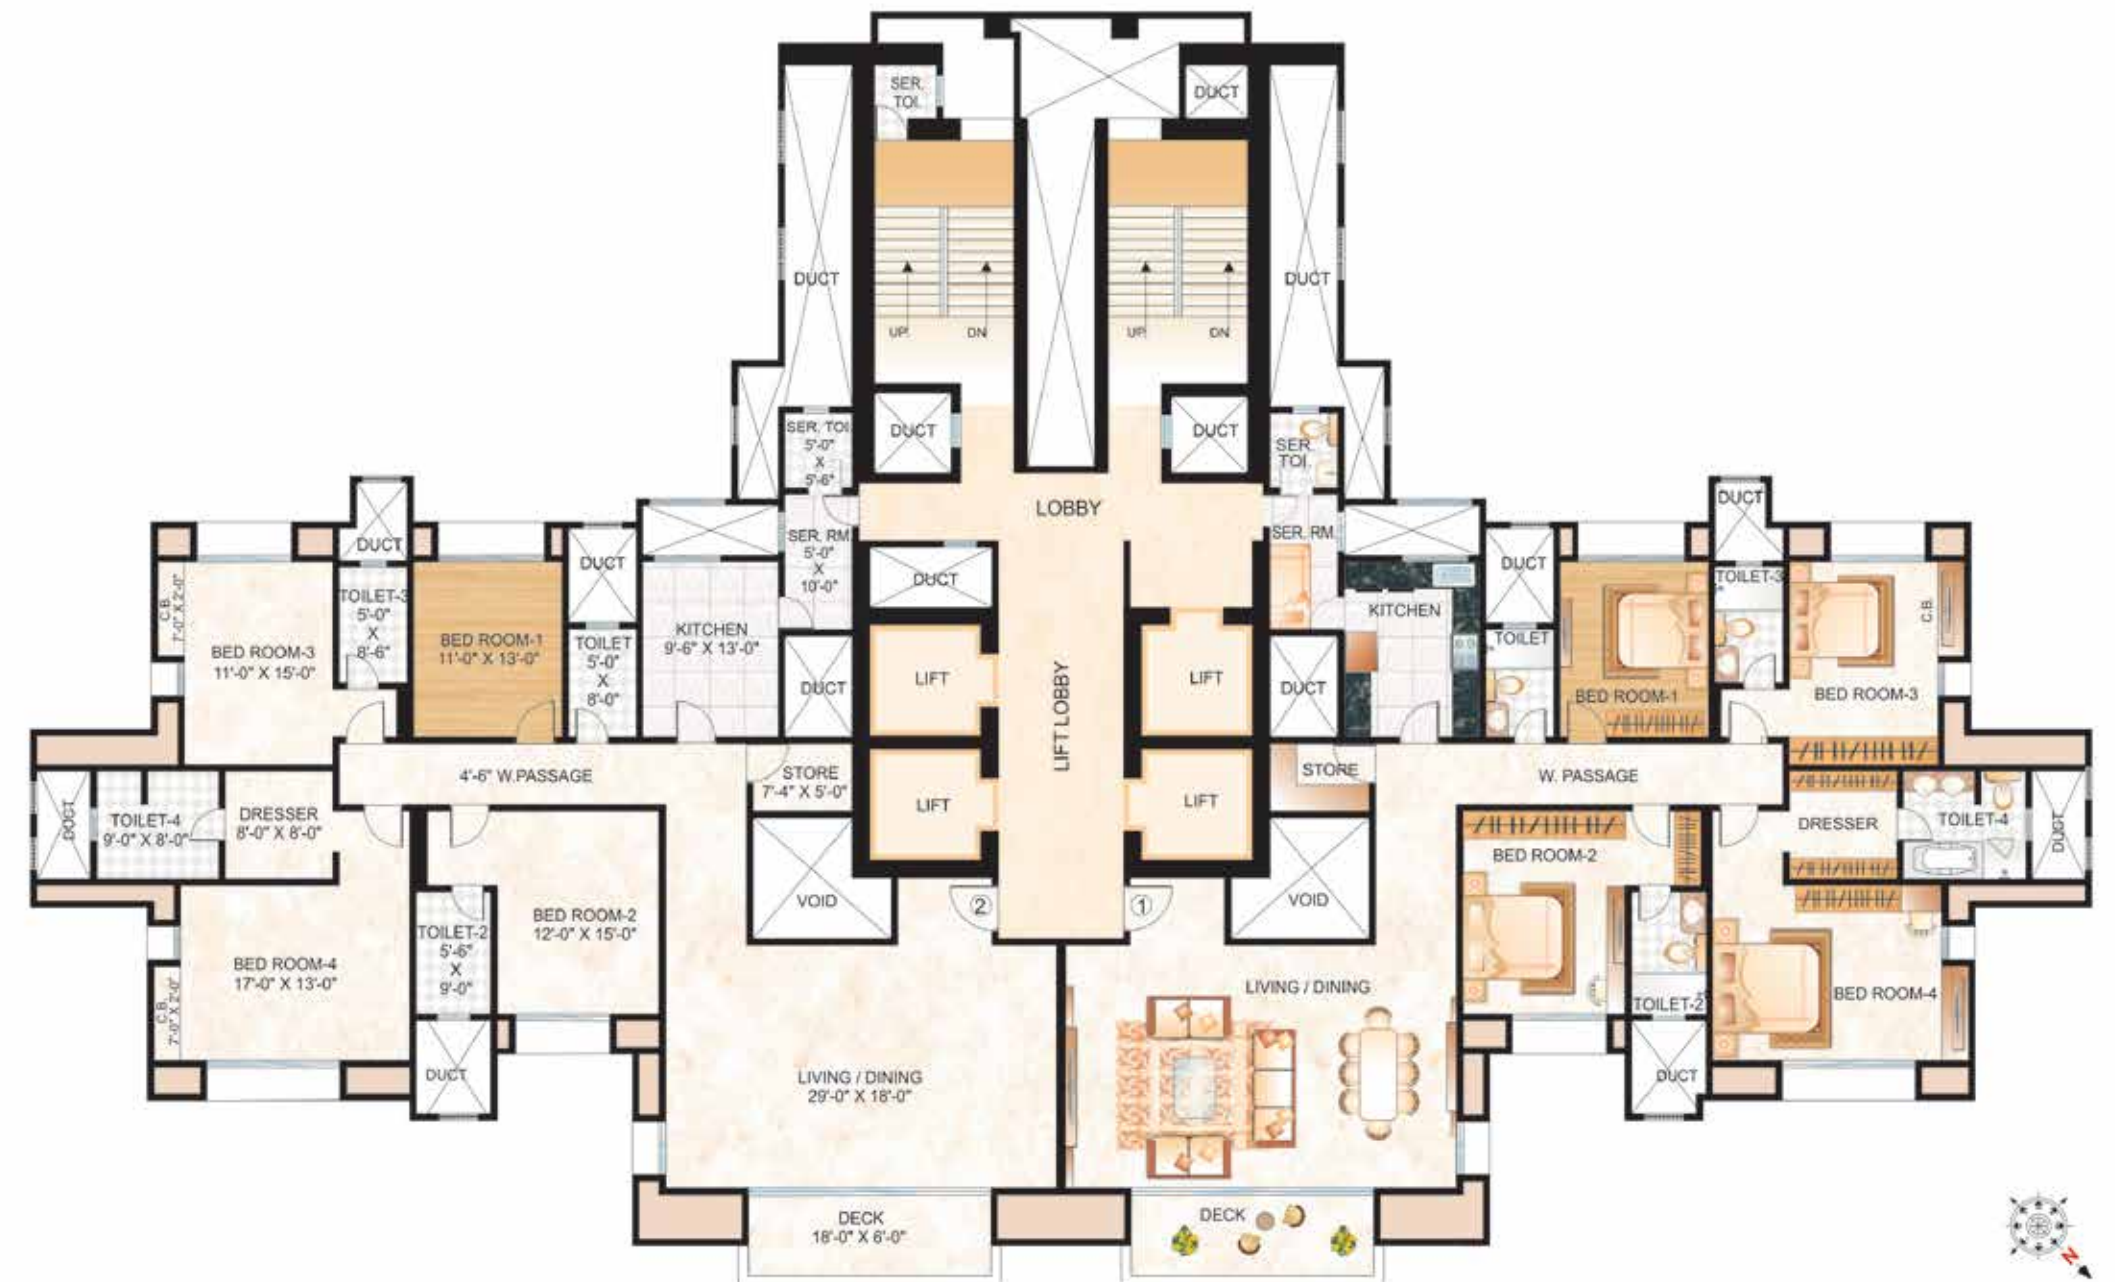 SER.
TOI.
DUCT
DUCT
DUCT
UP
DN
UP
DN
SER. TOI.
5'-0"
X
5'-6"
DUCT
DUCT
SER.
TOI.
LOBBY
DUCT
DUCT
SER. RM.
5'-0"
X
10'-0"
SER. RM.
DUCT
DUCT
DUCT
DUCT
C.B.
7'-0" X 2'-0"
TOILET-3
5'-0"
X
8'-6"
BED ROOM-3
11'-0" X 15'-0"
BED ROOM-1
11'-0" X 13'-0"
TOILET
5'-0"
X
8'-0"
KITCHEN
9'-6" X 13'-0"
DUCT
LIFT
LIFT LOBBY
LIFT
DUCT
KITCHEN
TOILET
BED ROOM-1
TOILET-3
C.B.
BED ROOM-3
4'-6" W.PASSAGE
STORE
7'-4" X 5'-0"
LIFT
LIFT
STORE
W. PASSAGE
DUCT
TOILET-4
9'-0" X 8'-0"
DRESSER
8'-0" X 8'-0"
DRESSER
TOILET-4
DUCT
BED ROOM-2
VOID
2
1
VOID
BED ROOM-2
12'-0" X 15'-0"
TOILET-2
5'-6"
X
9'-0"
BED ROOM-4
17'-0" X 13'-0"
C.B.
7'-0" X 2'-0"
LIVING / DINING
TOILET-2
BED ROOM-4
DUCT
LIVING / DINING
29'-0" X 18'-0"
DUCT
DECK
18'-0" X 6'-0"
DECK
N